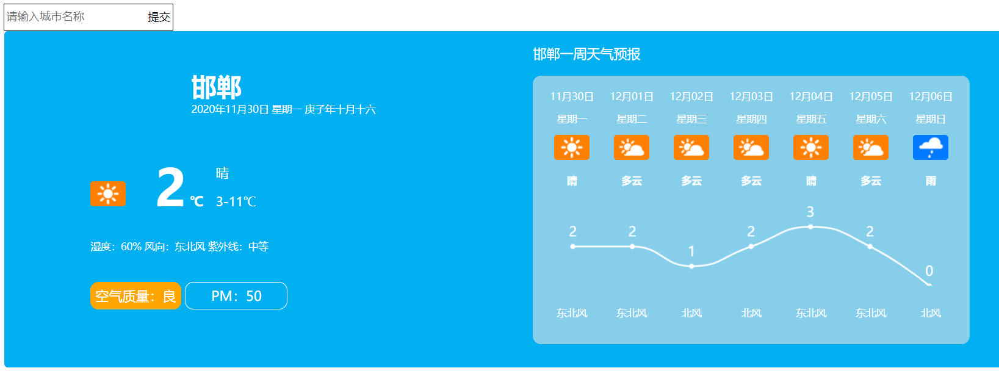 请输入城市名称 提交
邯郸
2020年11月30日 星期一 庚子年十月十六
2 ℃
晴
3-11℃
湿度：60% 风向：东北风 紫外线：中等
空气质量：良 PM：50
邯郸一周天气预报
11月30日 12月01日 12月02日 12月03日 12月04日 12月05日 12月06日
星期一 星期二 星期三 星期四 星期五 星期六 星期日
晴 多云 多云 多云 晴 多云 雨
2 2 1 2 3 2 0
东北风 东北风 北风 北风 东北风 东北风 北风